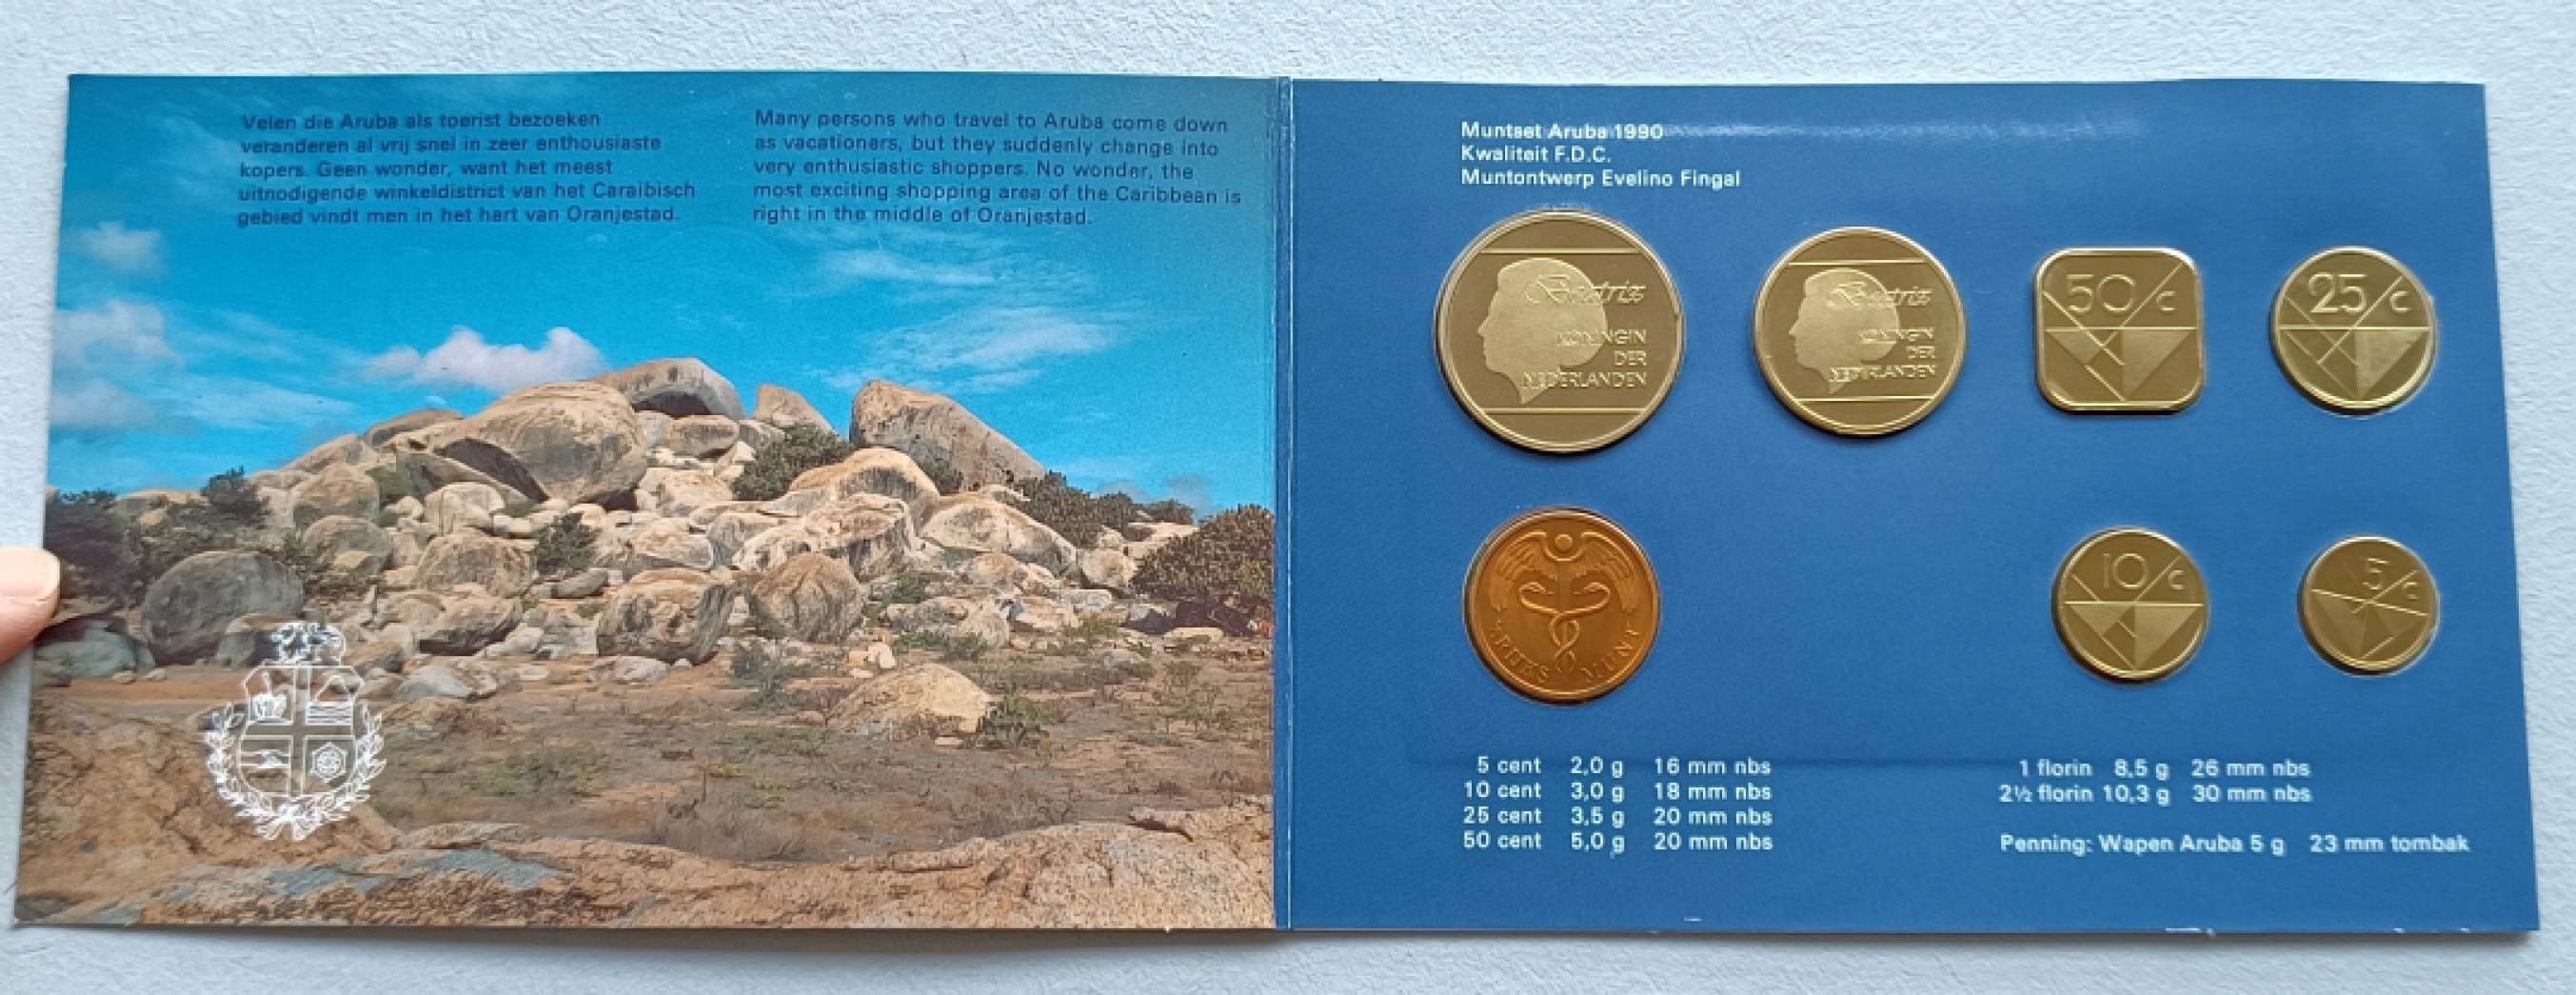 Velen die Aruba als toerist bezoeken
veranderen al vrij snel in zeer enthousiaste
kopers. Geen wonder, want het meest
uitnodigende winkeldistrict van het Caraibisch
gebied vindt men in het hart van Oranjestad.
Many persons who travel to Aruba come down
as vacationers, but they suddenly change into
very enthusiastic shoppers. No wonder, the
most exciting shopping area of the Caribbean is
right in the middle of Oranjestad.
Muntset Aruba 1990
Kwaliteit F.D.C.
Muntontwerp Evelino Fingal
Beatrix
KONINGIN
DER
NEDERLANDEN
Beatrix
KONINGIN
DER
NEDERLANDEN
50 c
25 c
RIJKS MUNT
10 c
5 c
5 cent 2,0 g 16 mm nbs
10 cent 3,0 g 18 mm nbs
25 cent 3,5 g 20 mm nbs
50 cent 5,0 g 20 mm nbs
1 florin 8,5 g 26 mm nbs
2½ florin 10,3 g 30 mm nbs
Penning: Wapen Aruba 5 g 23 mm tombak